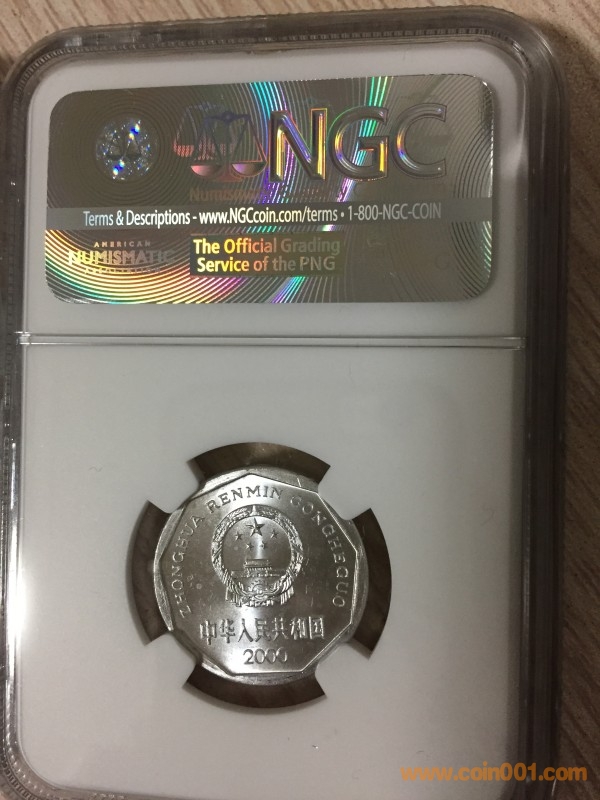 NGC
Numism
Terms & Descriptions - www.NGCcoin.com/terms • 1-800-NGC-COIN
AMERICAN
NUMISMATIC
The Official Grading
Service of the PNG
ZHONGHUA RENMIN GONGHEGUO
中华人民共和国
2000
www.coin001.com